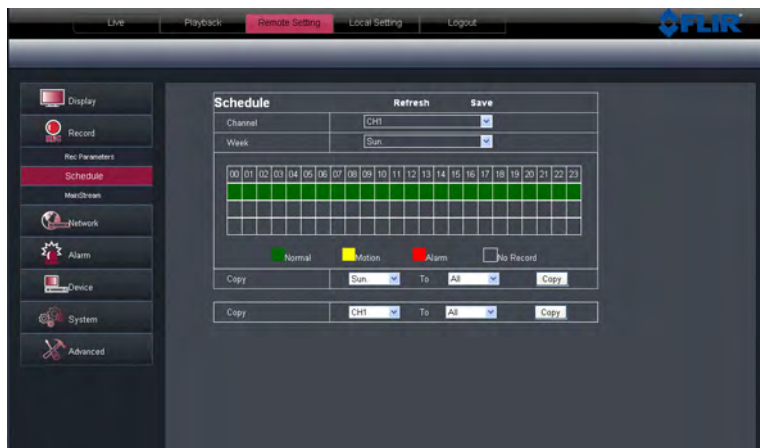 Live Playback Remote Setting Local Setting Logout
FLIR
Display
Record
Rec Parameters
Schedule
MainStream
Network
Alarm
Device
System
Advanced
Schedule Refresh Save
Channel CH1
Week Sun.
00 01 02 03 04 05 06 07 08 09 10 11 12 13 14 15 16 17 18 19 20 21 22 23
Normal Motion Alarm No Record
Copy Sun. To All Copy
Copy CH1 To All Copy